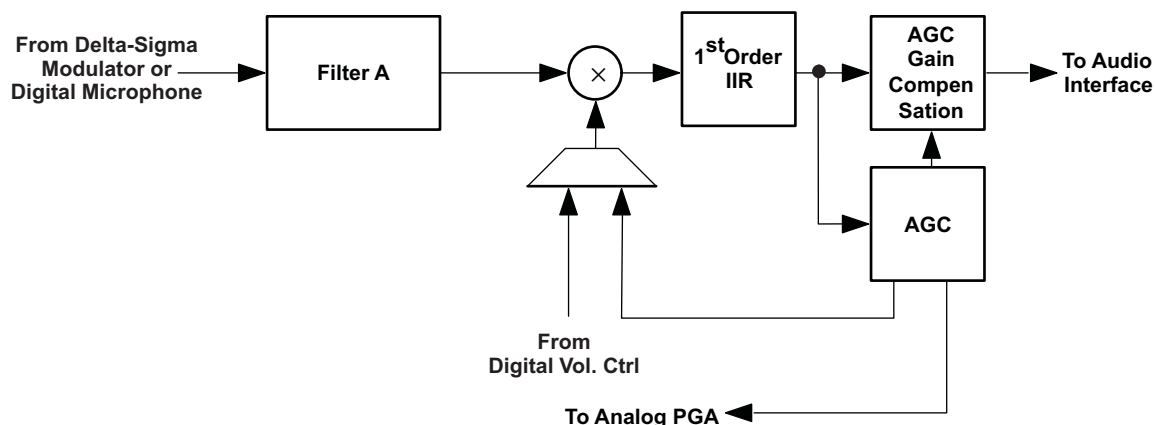 From Delta-Sigma
Modulator or
Digital Microphone
Filter A
×
1st Order
IIR
AGC
Gain
Compen
Sation
To Audio
Interface
AGC
From
Digital Vol. Ctrl
To Analog PGA